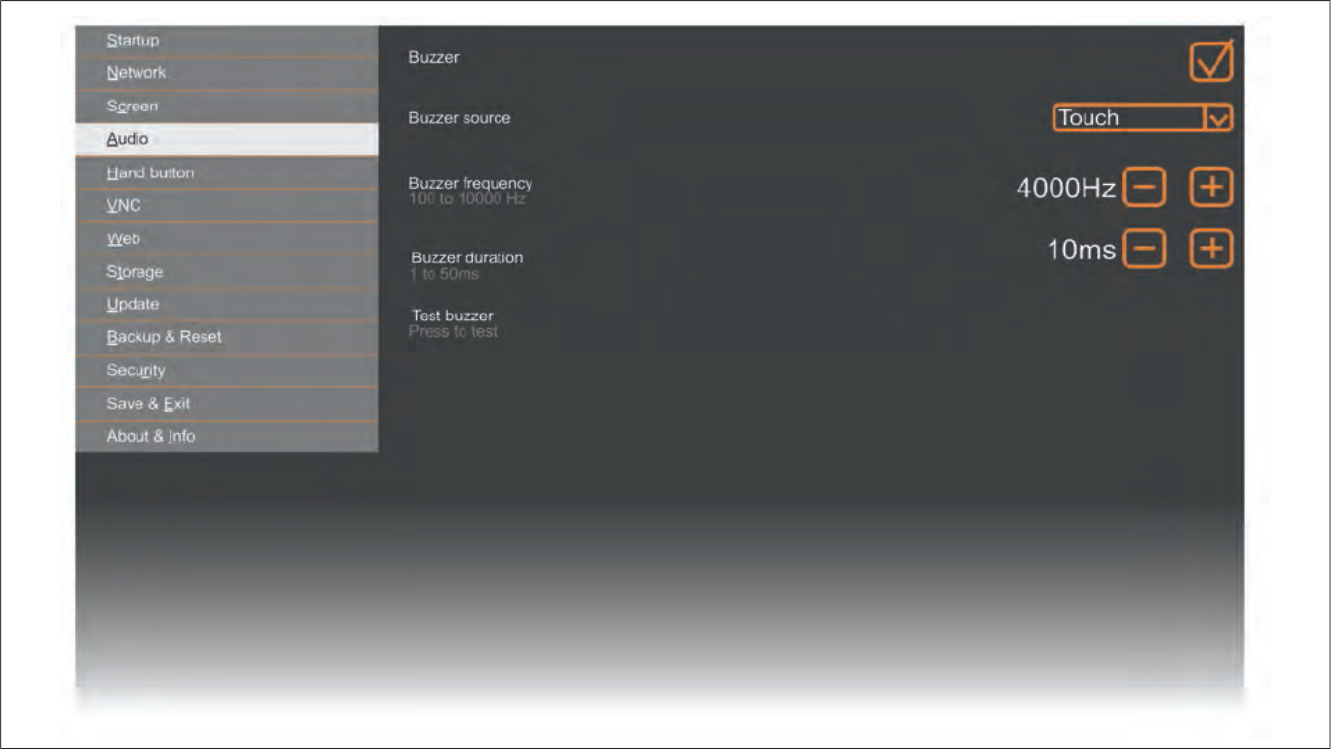 Startup
Network
Screen
Audio
Hand button
VNC
Web
Storage
Update
Backup & Reset
Security
Save & Exit
About & Info
Buzzer
Buzzer source
Touch
Buzzer frequency
100 to 10000 Hz
4000Hz
Buzzer duration
1 to 50ms
10ms
Test buzzer
Press to test